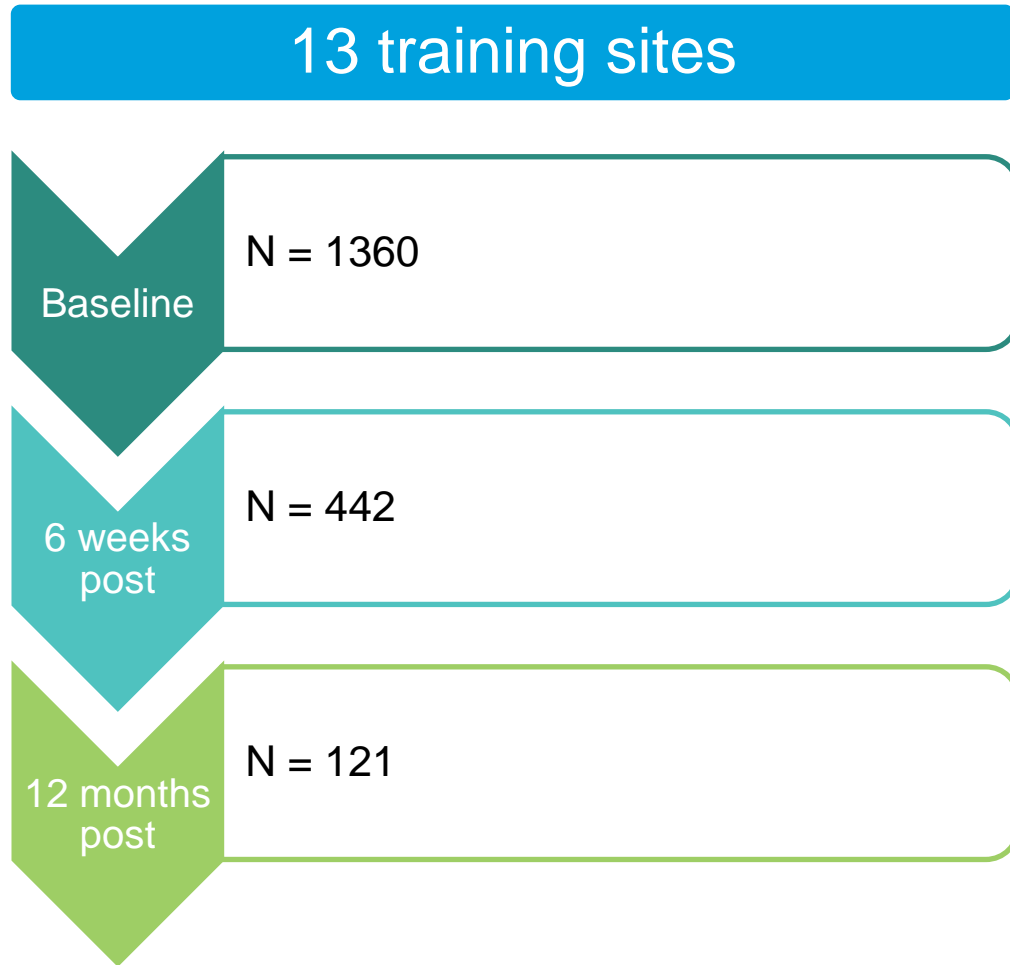 13 training sites
Baseline
N = 1360
6 weeks
post
N = 442
12 months
post
N = 121